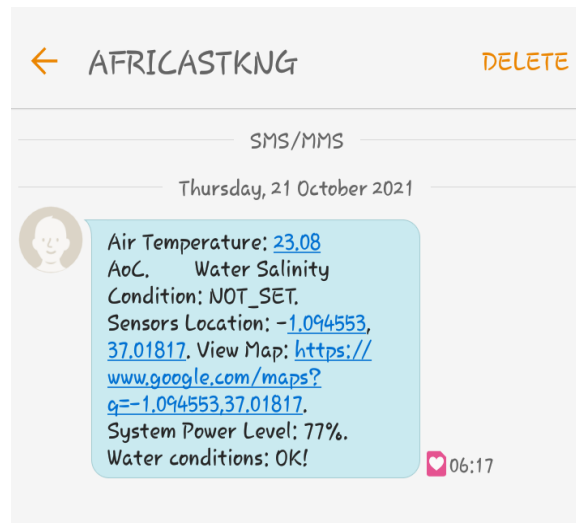 AFRICASTKNG
DELETE
SMS/MMS
Thursday, 21 October 2021
Air Temperature: 23.08
AoC. Water Salinity
Condition: NOT_SET.
Sensors Location: -1.094553,
37.01817. View Map: https://
www.google.com/maps?
q=-1.094553,37.01817.
System Power Level: 77%.
Water conditions: OK!
06:17